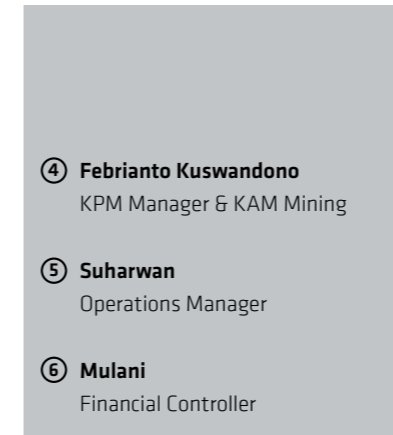 ④ Febrianto Kuswandono
KPM Manager & KAM Mining
⑤ Suharwan
Operations Manager
⑥ Mulani
Financial Controller